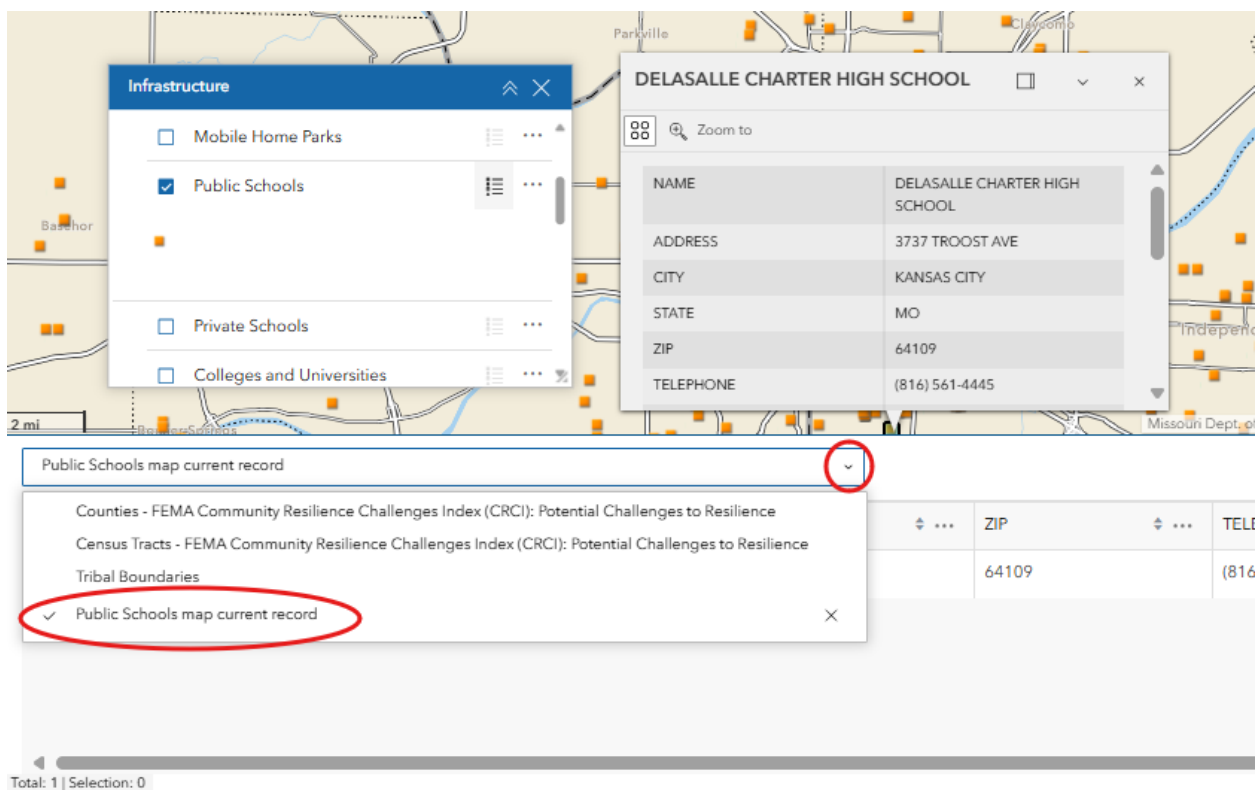 Parkville
Claycomo
Infrastructure
Mobile Home Parks
Public Schools
Private Schools
Colleges and Universities
DELASALLE CHARTER HIGH SCHOOL
Zoom to
NAME DELASALLE CHARTER HIGH
SCHOOL
ADDRESS 3737 TROOST AVE
CITY KANSAS CITY
STATE MO
ZIP 64109
TELEPHONE (816) 561-4445
Basehor
Independ
2 mi
Bonner Springs
Missouri Dept. of
Public Schools map current record
Counties - FEMA Community Resilience Challenges Index (CRCI): Potential Challenges to Resilience
Census Tracts - FEMA Community Resilience Challenges Index (CRCI): Potential Challenges to Resilience
Tribal Boundaries
Public Schools map current record
ZIP TELE
64109 (816
Total: 1 | Selection: 0